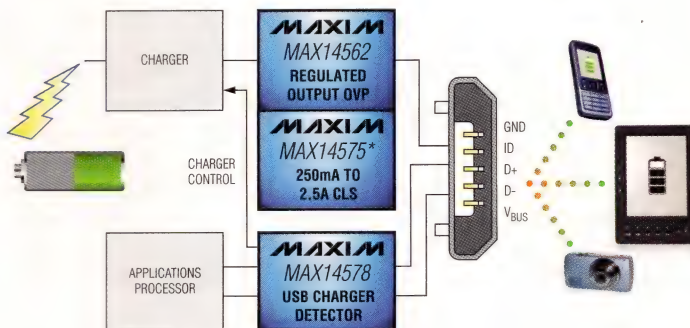 CHARGER
MAXIM
MAX14562
REGULATED
OUTPUT OVP
MAXIM
MAX14575*
250mA TO
2.5A CLS
CHARGER
CONTROL
APPLICATIONS
PROCESSOR
MAXIM
MAX14578
USB CHARGER
DETECTOR
GND
ID
D+
D-
VBUS